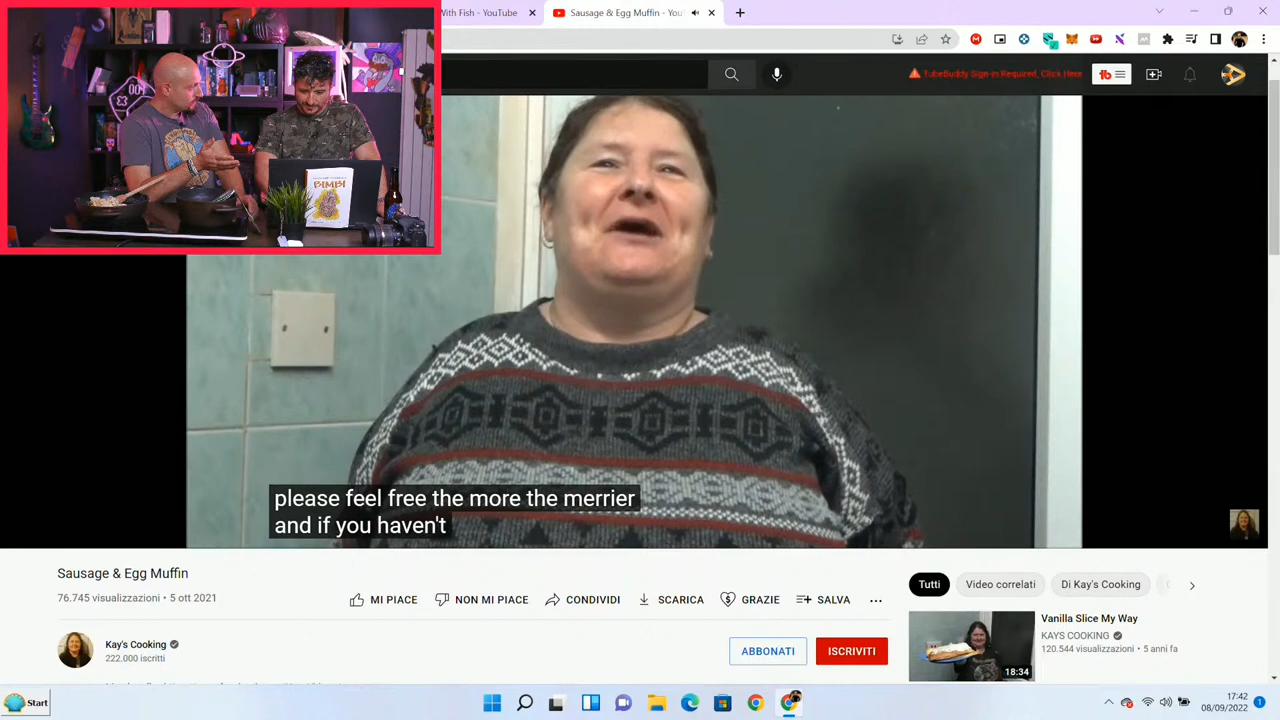 With Fish - YouTube
Sausage & Egg Muffin - You
TubeBuddy Sign-in Required, Click Here
BIMBI
please feel free the more the merrier
and if you haven't
Sausage & Egg Muffin
76.745 visualizzazioni • 5 ott 2021
MI PIACE
NON MI PIACE
CONDIVIDI
SCARICA
GRAZIE
SALVA
Tutti
Video correlati
Di Kay's Cooking
Kay's Cooking
222.000 iscritti
ABBONATI
ISCRIVITI
Vanilla Slice My Way
KAYS COOKING
120.544 visualizzazioni • 5 anni fa
18:34
Start
17:42
08/09/2022